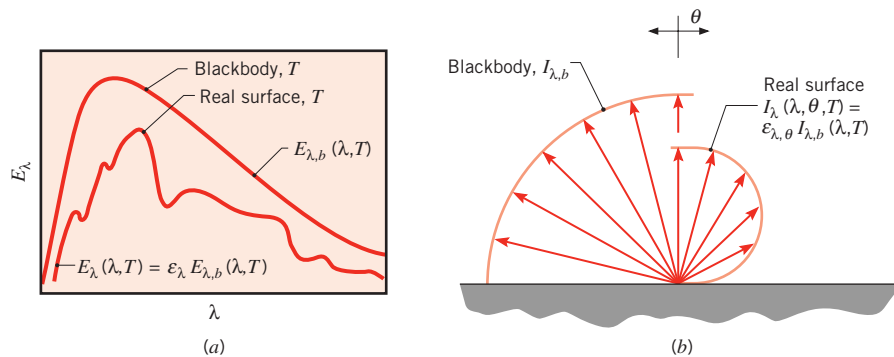 Blackbody, T
Real surface, T
E_λ,b (λ,T)
E_λ
E_λ (λ,T) = ε_λ E_λ,b (λ,T)
λ
(a)
θ
Blackbody, I_λ,b
Real surface
I_λ (λ, θ ,T) =
ε_λ, θ I_λ,b (λ,T)
(b)